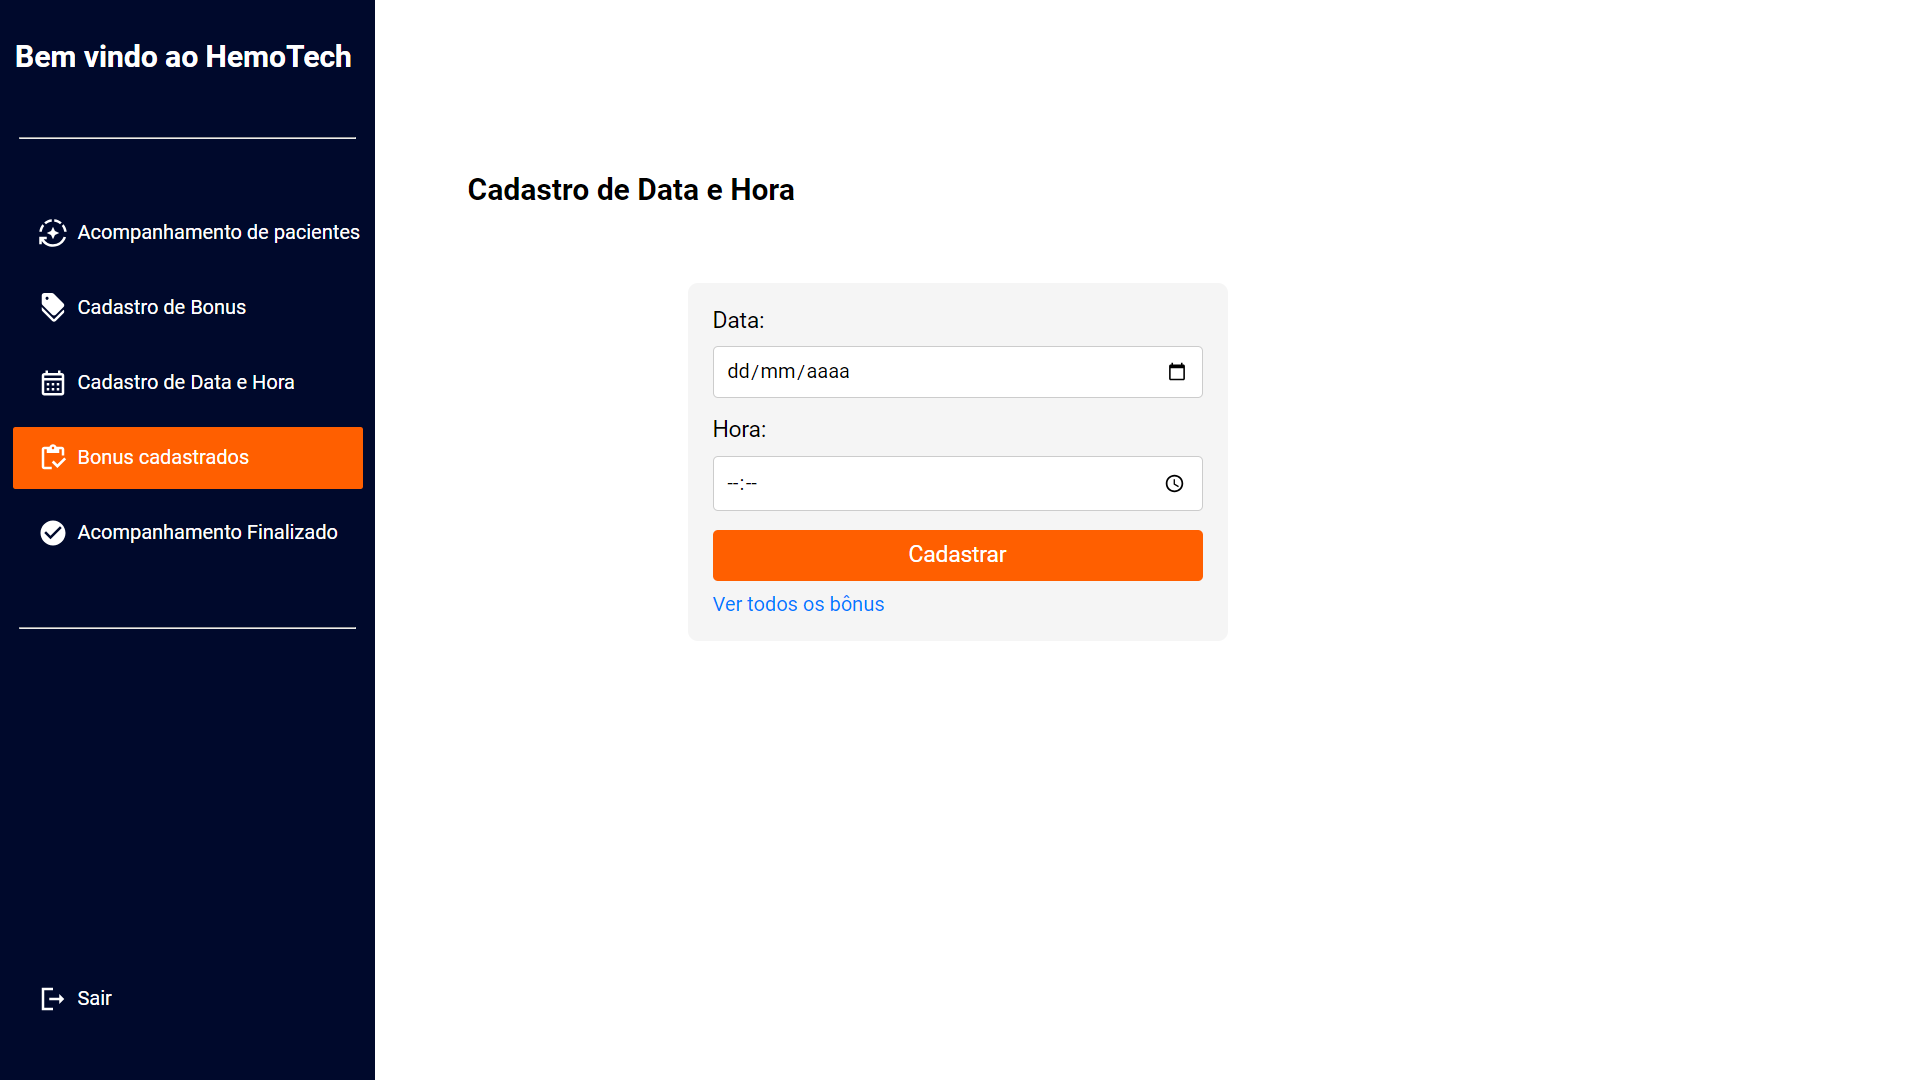 Bem vindo ao HemoTech
Acompanhamento de pacientes
Cadastro de Bonus
Cadastro de Data e Hora
Bonus cadastrados
Acompanhamento Finalizado
Sair
Cadastro de Data e Hora
Data:
dd/mm/aaaa
Hora:
--:--
Cadastrar
Ver todos os bônus